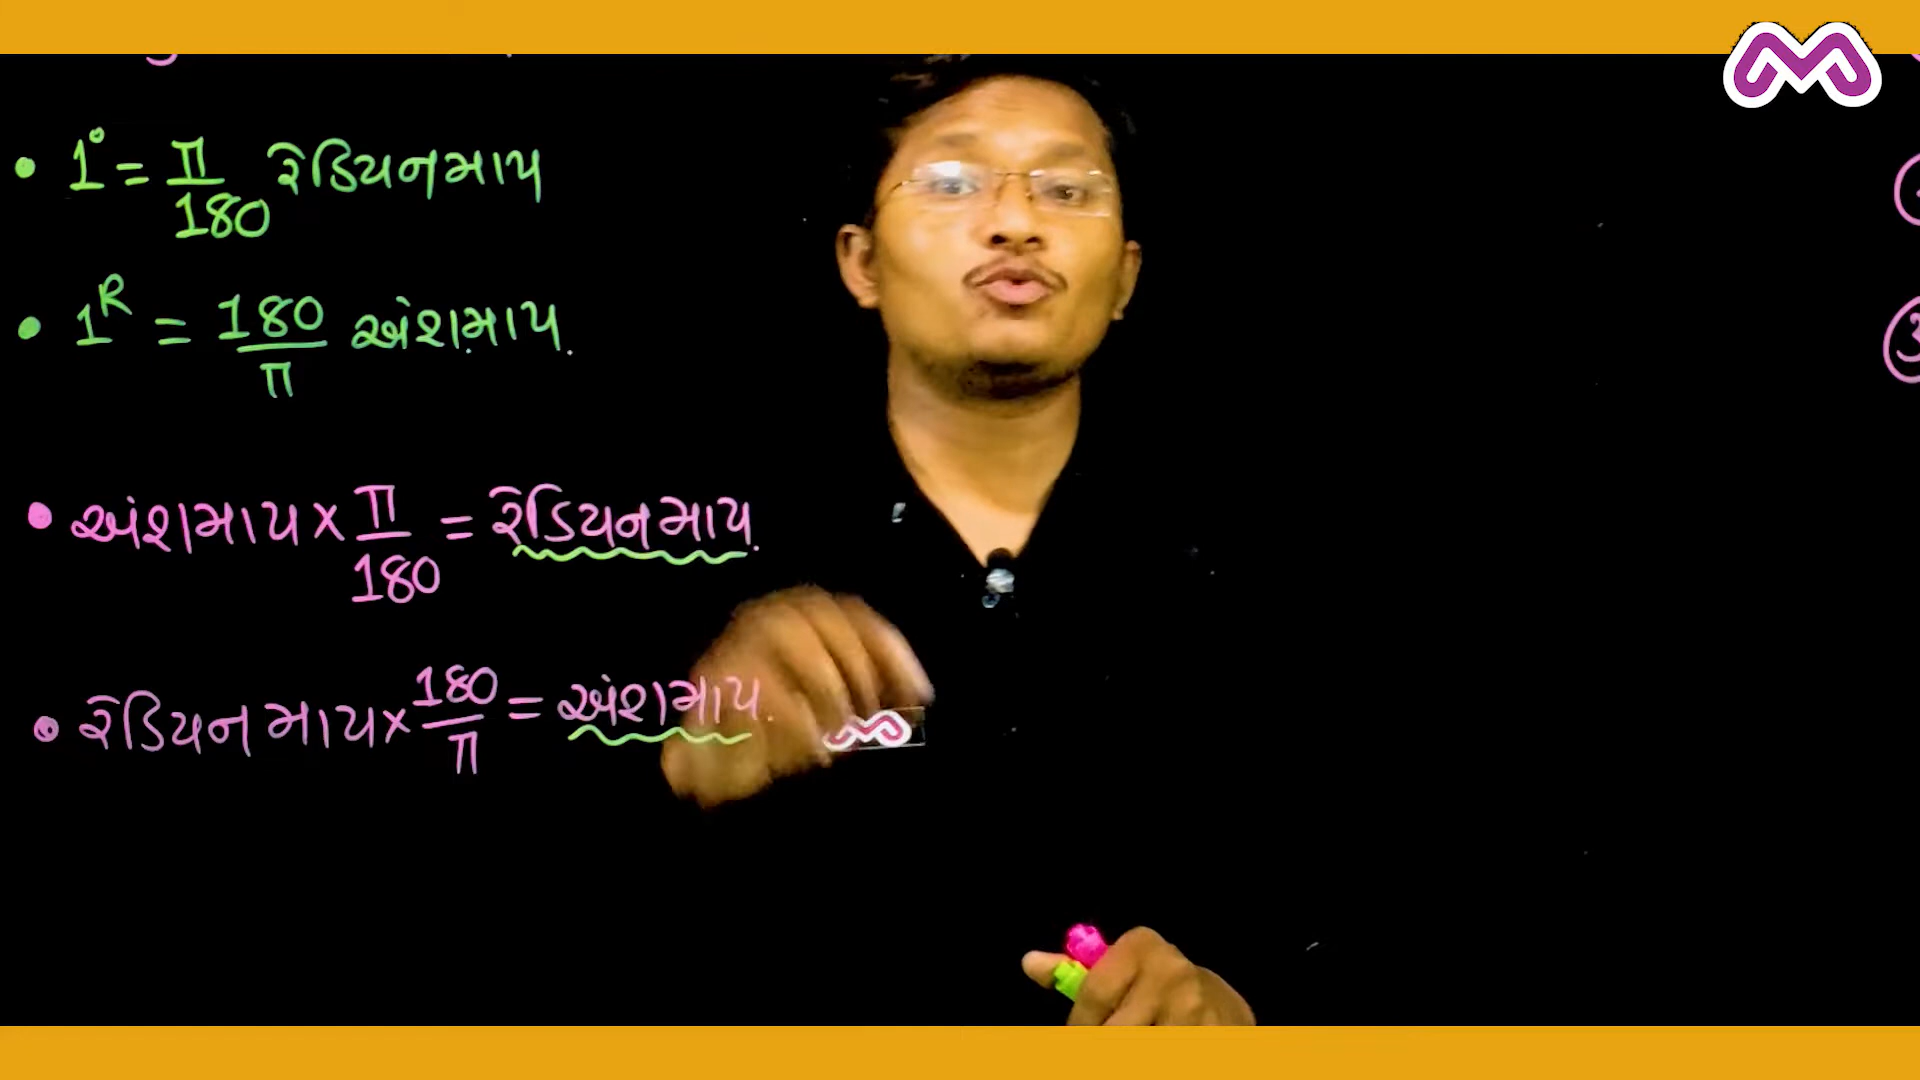 • 1° = π/180 રેડિયનમાપ
• 1ᴿ = 180/π અંશમાપ.
• અંશમાપ × π/180 = રેડિયનમાપ.
• રેડિયન માપ × 180/π = અંશમાપ.